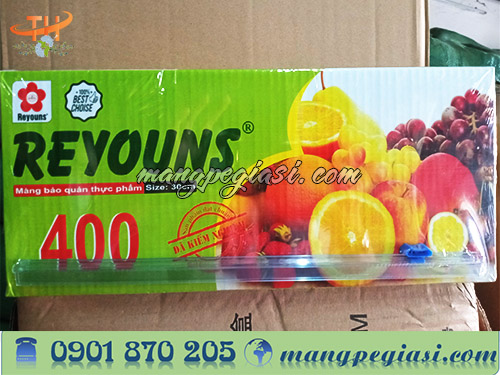 TH
Reyouns®
100%
BEST
CHOISE
REYOUNS®
mangpegiasi.com
Màng bảo quản thực phẩm Size: 30cm
400
ĐÃ KIỂM
0901 870 205 mangpegiasi.com